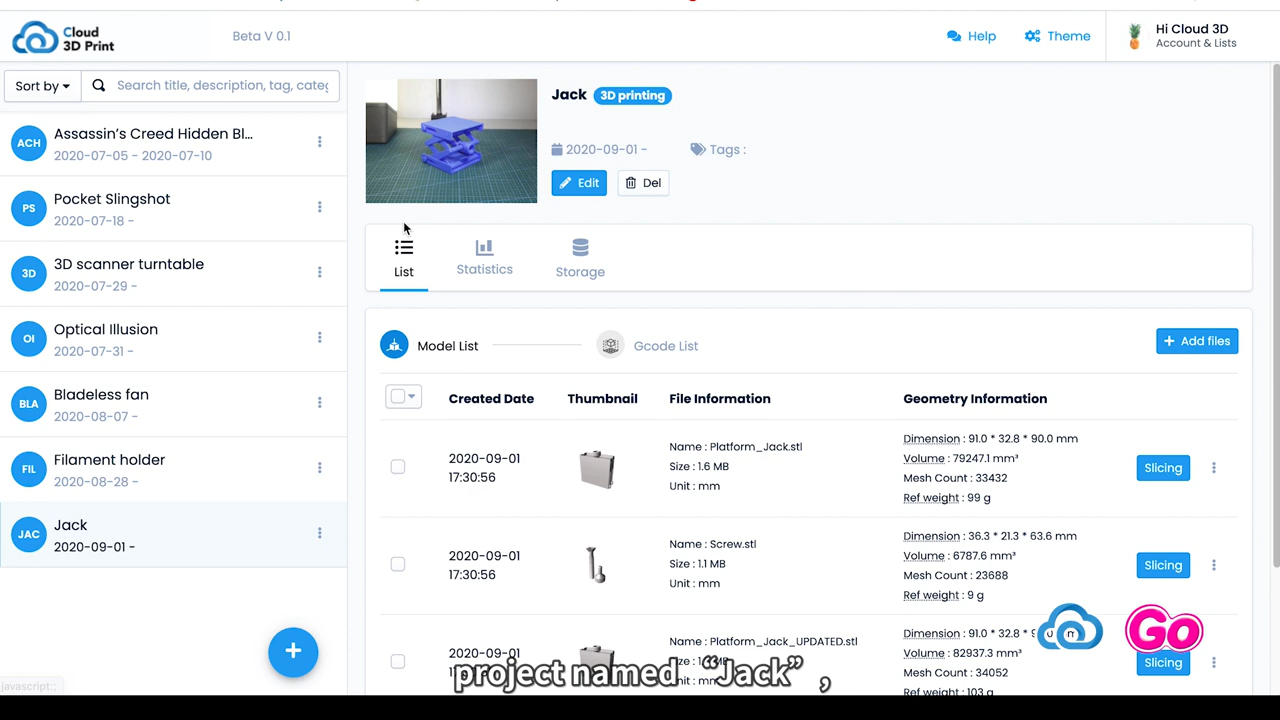 Cloud
3D Print
Beta V 0.1
Help
Theme
Hi Cloud 3D
Account & Lists
Sort by
Search title, description, tag, categ
ACH
Assassin's Creed Hidden Bl...
2020-07-05 - 2020-07-10
PS
Pocket Slingshot
2020-07-18 -
3D
3D scanner turntable
2020-07-29 -
OI
Optical Illusion
2020-07-31 -
BLA
Bladeless fan
2020-08-07 -
FIL
Filament holder
2020-08-28 -
JAC
Jack
2020-09-01 -
+
javascript:;
Jack
3D printing
2020-09-01 -
Tags :
Edit
Del
List
Statistics
Storage
Model List
Gcode List
+ Add files
Created Date
Thumbnail
File Information
Geometry Information
2020-09-01
17:30:56
Name : Platform_Jack.stl
Size : 1.6 MB
Unit : mm
Dimension : 91.0 * 32.8 * 90.0 mm
Volume : 79247.1 mm³
Mesh Count : 33432
Ref weight : 99 g
Slicing
2020-09-01
17:30:56
Name : Screw.stl
Size : 1.1 MB
Unit : mm
Dimension : 36.3 * 21.3 * 63.6 mm
Volume : 6787.6 mm³
Mesh Count : 23688
Ref weight : 9 g
Slicing
Name : Platform_Jack_UPDATED.stl
Dimension : 91.0 * 32.8 *
Volume : 82937.3 mm³
Mesh Count : 34052
Ref weight : 103 g
Slicing
Go
project named “Jack” ,